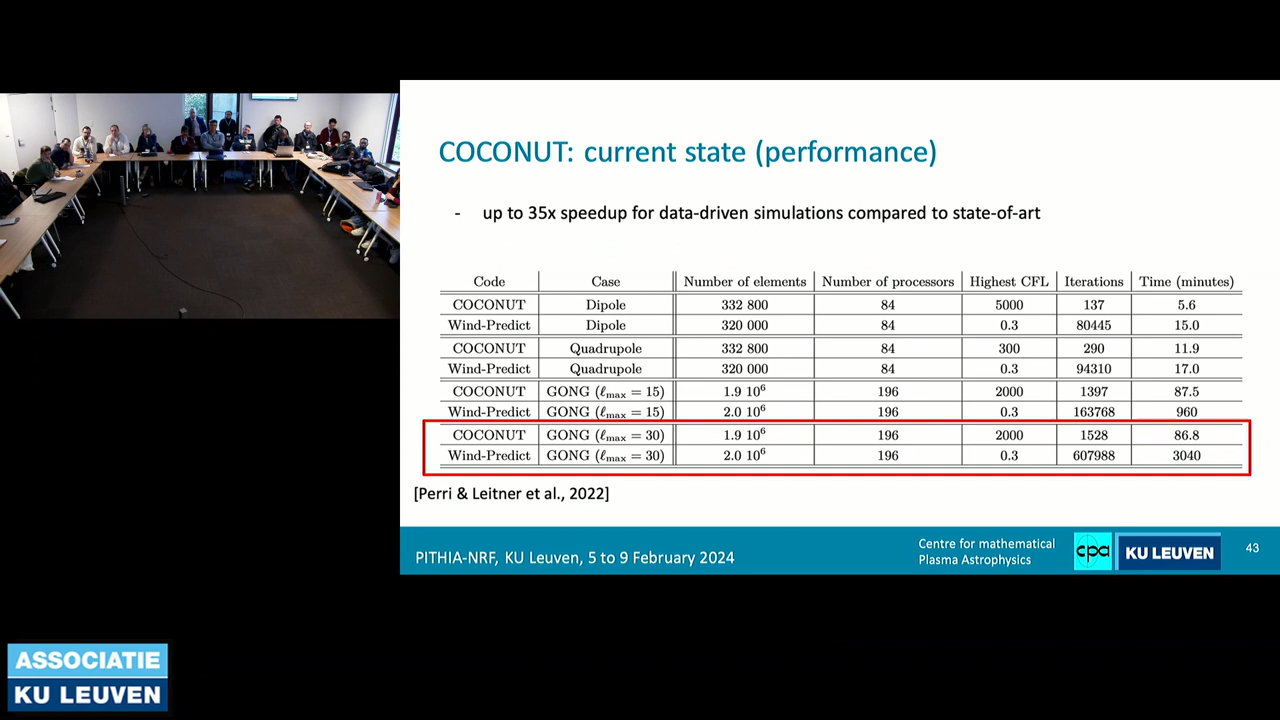 COCONUT: current state (performance)
- up to 35x speedup for data-driven simulations compared to state-of-art
Code Case Number of elements Number of processors Highest CFL Iterations Time (minutes)
COCONUT Dipole 332 800 84 5000 137 5.6
Wind-Predict Dipole 320 000 84 0.3 80445 15.0
COCONUT Quadrupole 332 800 84 300 290 11.9
Wind-Predict Quadrupole 320 000 84 0.3 94310 17.0
COCONUT GONG (ℓmax = 15) 1.9 10⁶ 196 2000 1397 87.5
Wind-Predict GONG (ℓmax = 15) 2.0 10⁶ 196 0.3 163768 960
COCONUT GONG (ℓmax = 30) 1.9 10⁶ 196 2000 1528 86.8
Wind-Predict GONG (ℓmax = 30) 2.0 10⁶ 196 0.3 607988 3040
[Perri & Leitner et al., 2022]
PITHIA-NRF, KU Leuven, 5 to 9 February 2024
Centre for mathematical
Plasma Astrophysics
cpa
KU LEUVEN
43
ASSOCIATIE
KU LEUVEN